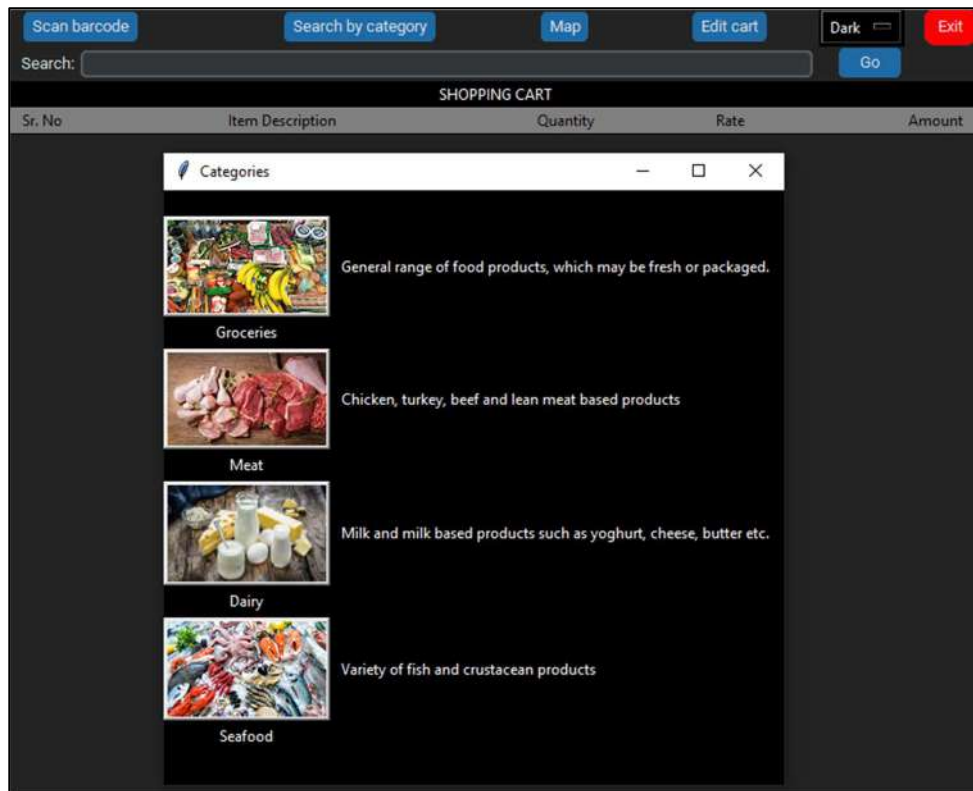 Scan barcode Search by category Map Edit cart Dark Exit
Search: Go
SHOPPING CART
Sr. No Item Description Quantity Rate Amount
Categories
General range of food products, which may be fresh or packaged.
Groceries
Chicken, turkey, beef and lean meat based products
Meat
Milk and milk based products such as yoghurt, cheese, butter etc.
Dairy
Variety of fish and crustacean products
Seafood